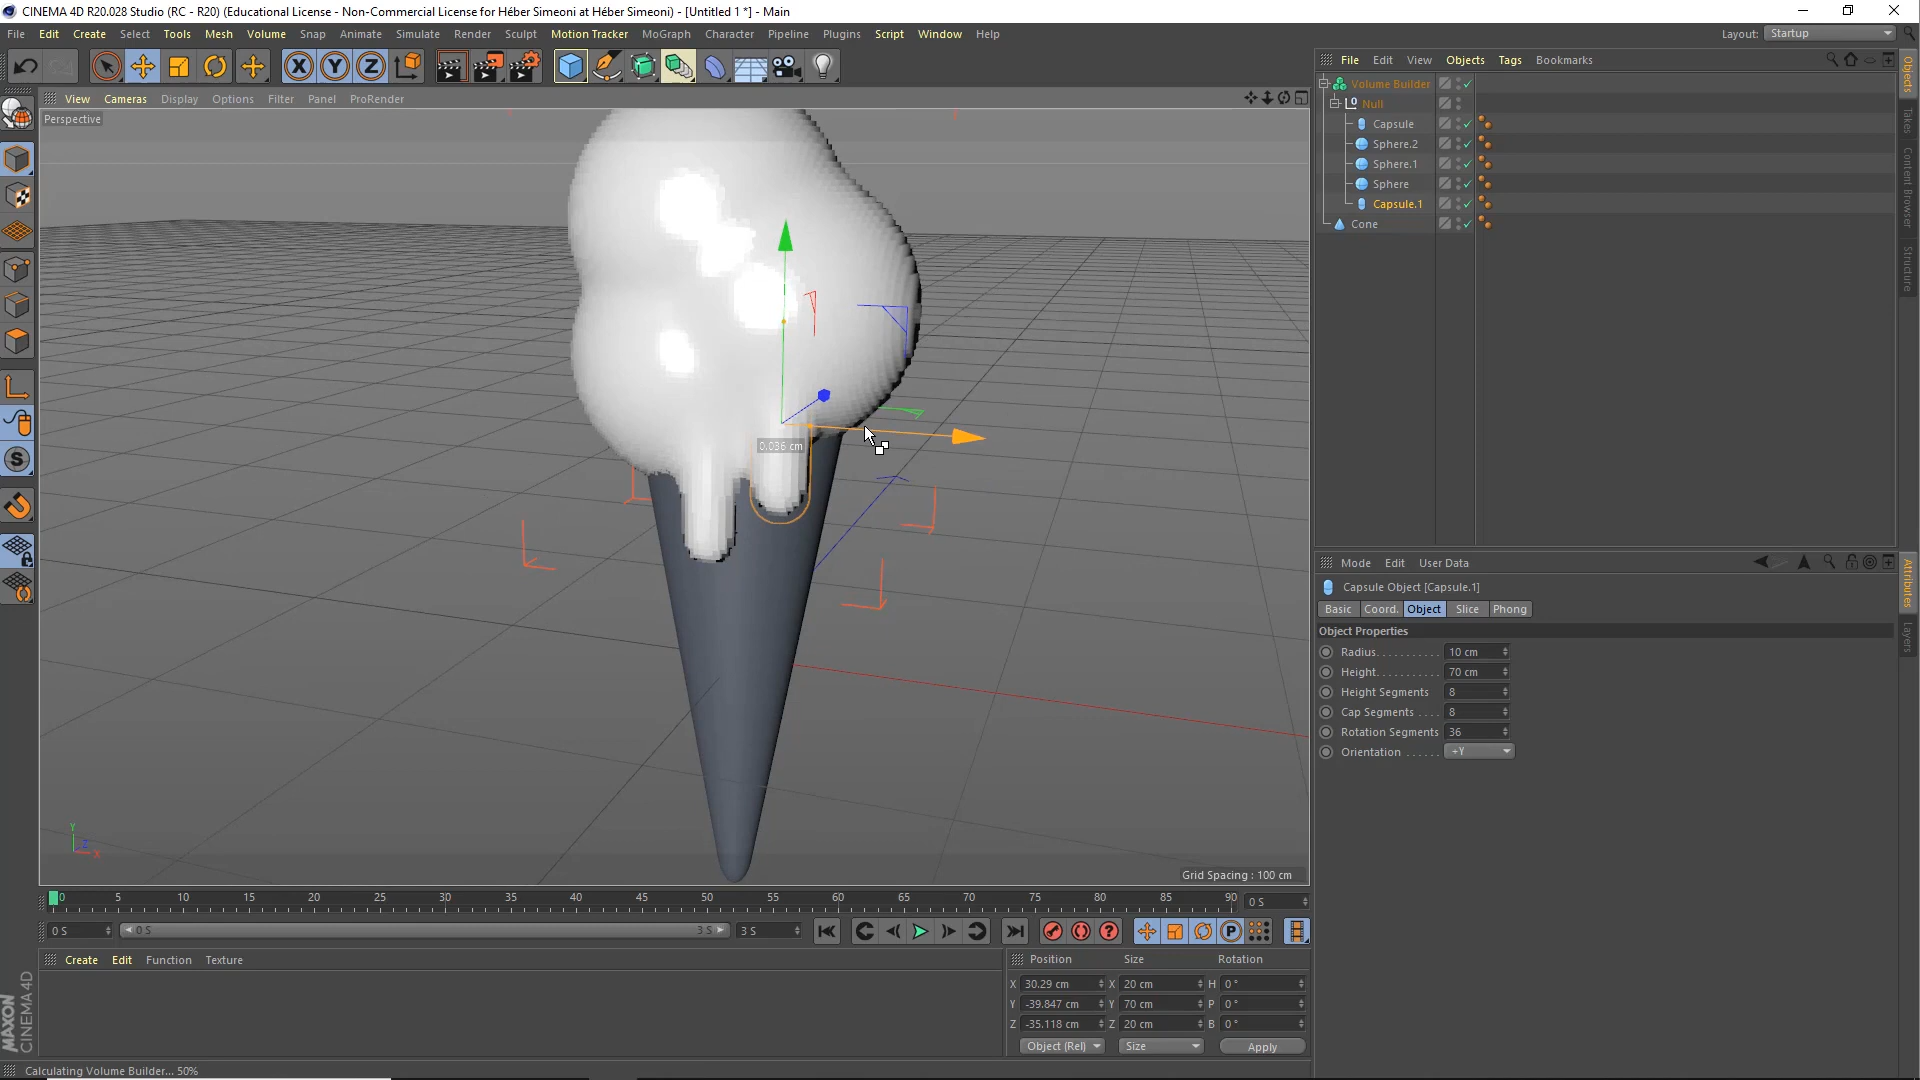 CINEMA 4D R20.028 Studio (RC - R20) (Educational License - Non-Commercial License for Héber Simeoni at Héber Simeoni) - [Untitled 1 *] - Main
File Edit Create Select Tools Mesh Volume Snap Animate Simulate Render Sculpt Motion Tracker MoGraph Character Pipeline Plugins Script Window Help Layout: Startup
X Y Z
File Edit View Objects Tags Bookmarks
View Cameras Display Options Filter Panel ProRender
Perspective
Volume Builder
Null
Capsule
Sphere.2
Sphere.1
Sphere
Capsule.1
Cone
Objects
Takes
Content Browser
Structure
0.036 cm
Mode Edit User Data
Capsule Object [Capsule.1]
Basic Coord. Object Slice Phong
Object Properties
Radius........... 10 cm
Height........... 70 cm
Height Segments 8
Cap Segments .... 8
Rotation Segments 36
Orientation ...... +Y
Attributes
Layers
Y
Z
X
Grid Spacing : 100 cm
0 5 10 15 20 25 30 35 40 45 50 55 60 65 70 75 80 85 90 0 S
0 S 0 S 3 S 3 S
Create Edit Function Texture
Position Size Rotation
X 30.29 cm X 20 cm H 0 °
Y -39.847 cm Y 70 cm P 0 °
Z -35.118 cm Z 20 cm B 0 °
Object (Rel) Size Apply
MAXON
CINEMA 4D
Calculating Volume Builder... 50%